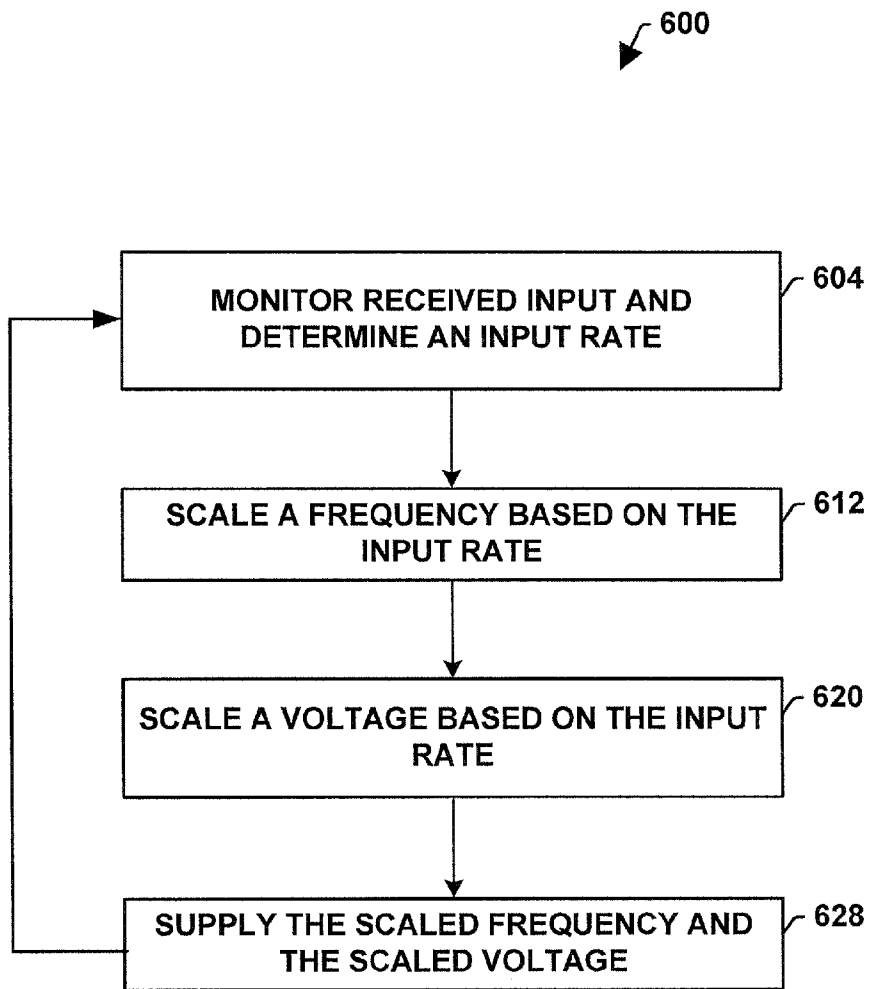 600
MONITOR RECEIVED INPUT AND
DETERMINE AN INPUT RATE
604
SCALE A FREQUENCY BASED ON THE
INPUT RATE
612
SCALE A VOLTAGE BASED ON THE INPUT
RATE
620
SUPPLY THE SCALED FREQUENCY AND
THE SCALED VOLTAGE
628